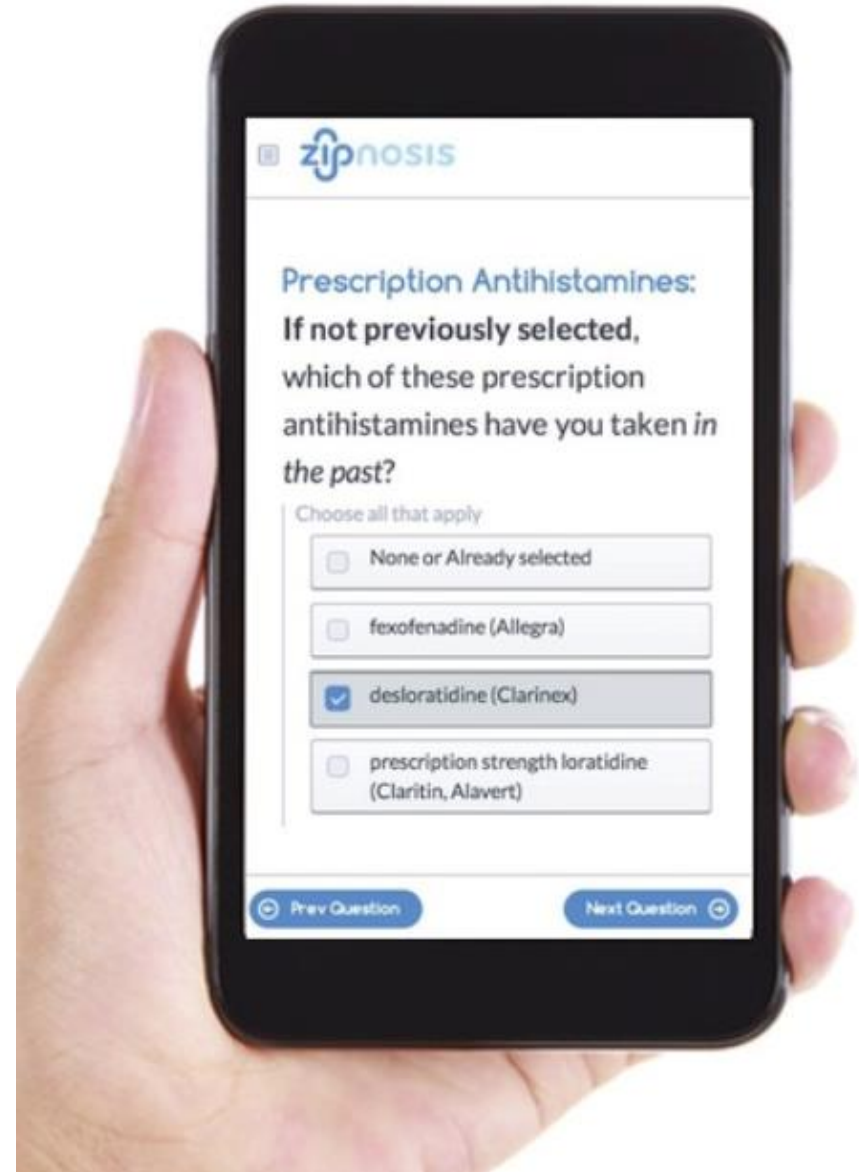 zipnosis
Prescription Antihistamines:
If not previously selected,
which of these prescription
antihistamines have you taken in
the past?
Choose all that apply
None or Already selected
fexofenadine (Allegra)
desloratidine (Clarinex)
prescription strength loratidine
(Claritin, Alavert)
Prev Question
Next Question